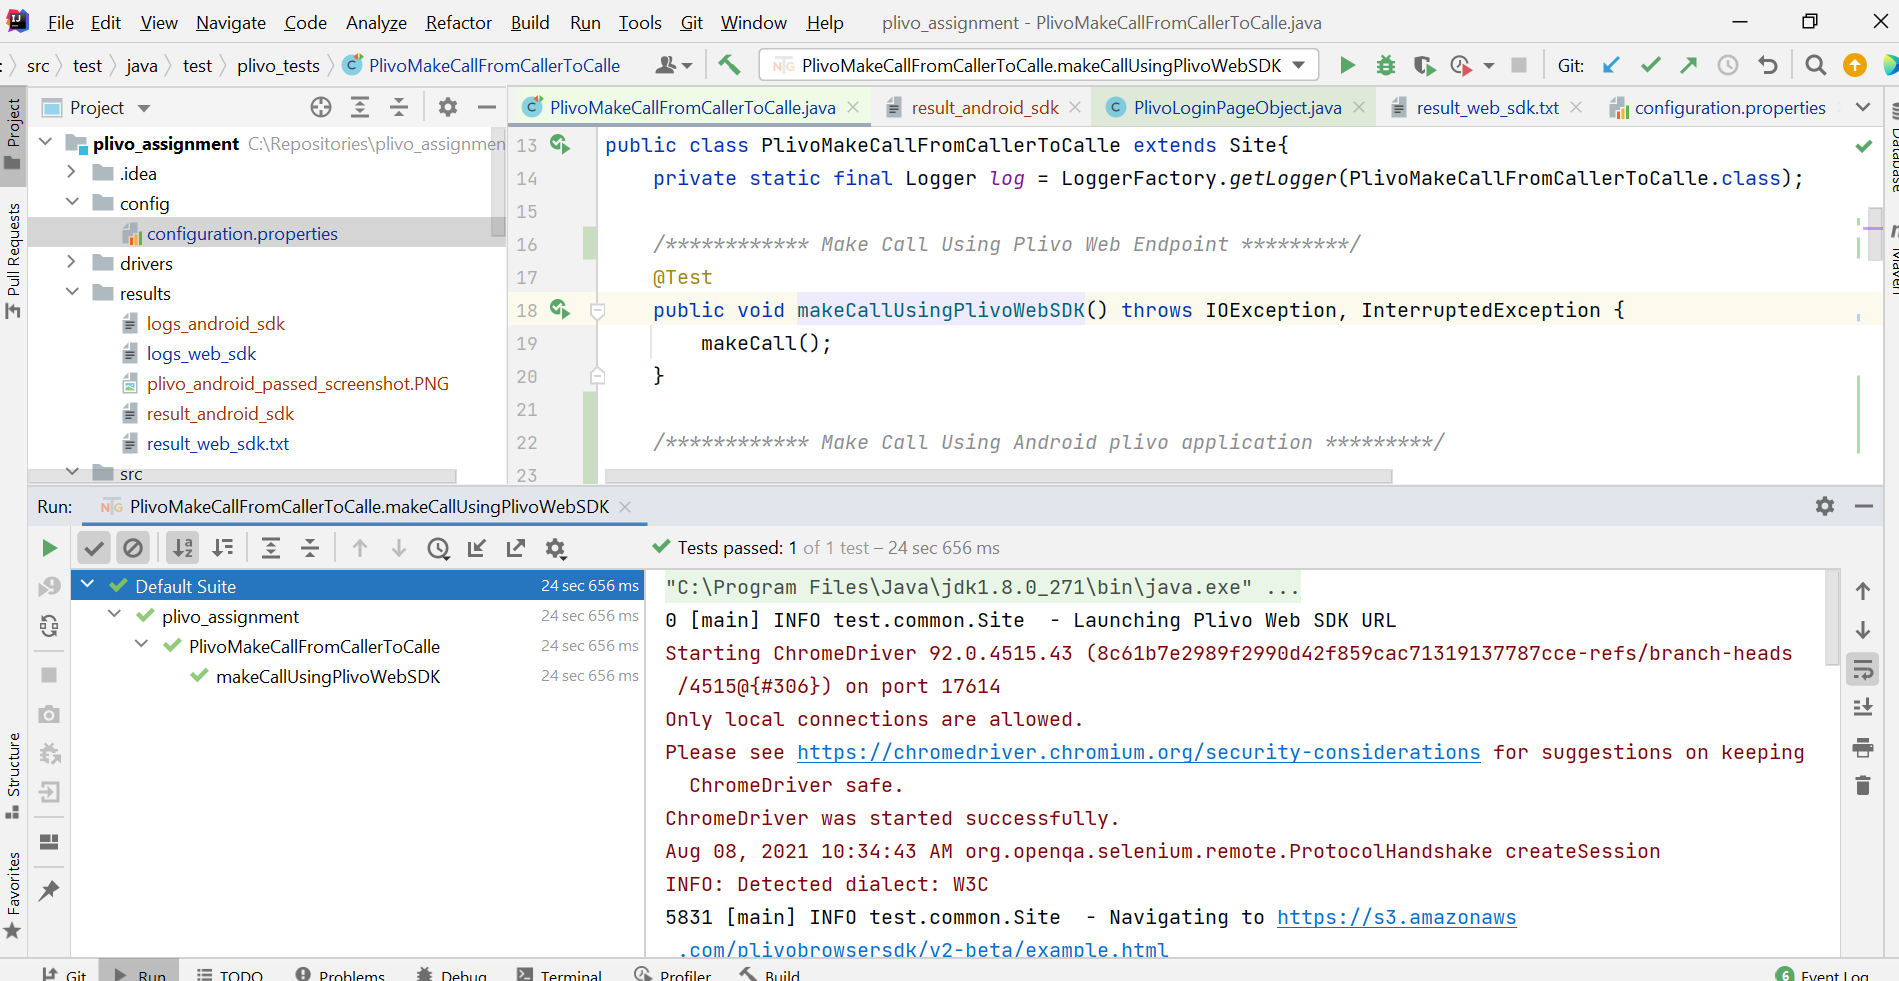 File Edit View Navigate Code Analyze Refactor Build Run Tools Git Window Help plivo_assignment - PlivoMakeCallFromCallerToCalle.java
src test java test plivo_tests PlivoMakeCallFromCallerToCalle PlivoMakeCallFromCallerToCalle.makeCallUsingPlivoWebSDK Git:
Project
Pull Requests
Structure
Favorites
Project
plivo_assignment C:\Repositories\plivo_assignmen
.idea
config
configuration.properties
drivers
results
logs_android_sdk
logs_web_sdk
plivo_android_passed_screenshot.PNG
result_android_sdk
result_web_sdk.txt
src
PlivoMakeCallFromCallerToCalle.java result_android_sdk PlivoLoginPageObject.java result_web_sdk.txt configuration.properties
13 public class PlivoMakeCallFromCallerToCalle extends Site{
14 private static final Logger log = LoggerFactory.getLogger(PlivoMakeCallFromCallerToCalle.class);
15
16 /************ Make Call Using Plivo Web Endpoint *********/
17 @Test
18 public void makeCallUsingPlivoWebSDK() throws IOException, InterruptedException {
19 makeCall();
20 }
21
22 /************ Make Call Using Android plivo application *********/
23
Database
Maven
Run: PlivoMakeCallFromCallerToCalle.makeCallUsingPlivoWebSDK
Tests passed: 1 of 1 test – 24 sec 656 ms
Default Suite 24 sec 656 ms
plivo_assignment 24 sec 656 ms
PlivoMakeCallFromCallerToCalle 24 sec 656 ms
makeCallUsingPlivoWebSDK 24 sec 656 ms
"C:\Program Files\Java\jdk1.8.0_271\bin\java.exe" ...
0 [main] INFO test.common.Site  - Launching Plivo Web SDK URL
Starting ChromeDriver 92.0.4515.43 (8c61b7e2989f2990d42f859cac71319137787cce-refs/branch-heads
/4515@{#306}) on port 17614
Only local connections are allowed.
Please see https://chromedriver.chromium.org/security-considerations for suggestions on keeping
ChromeDriver safe.
ChromeDriver was started successfully.
Aug 08, 2021 10:34:43 AM org.openqa.selenium.remote.ProtocolHandshake createSession
INFO: Detected dialect: W3C
5831 [main] INFO test.common.Site  - Navigating to https://s3.amazonaws
.com/plivobrowsersdk/v2-beta/example.html
Git Run TODO Problems Debug Terminal Profiler Build 6 Event Log